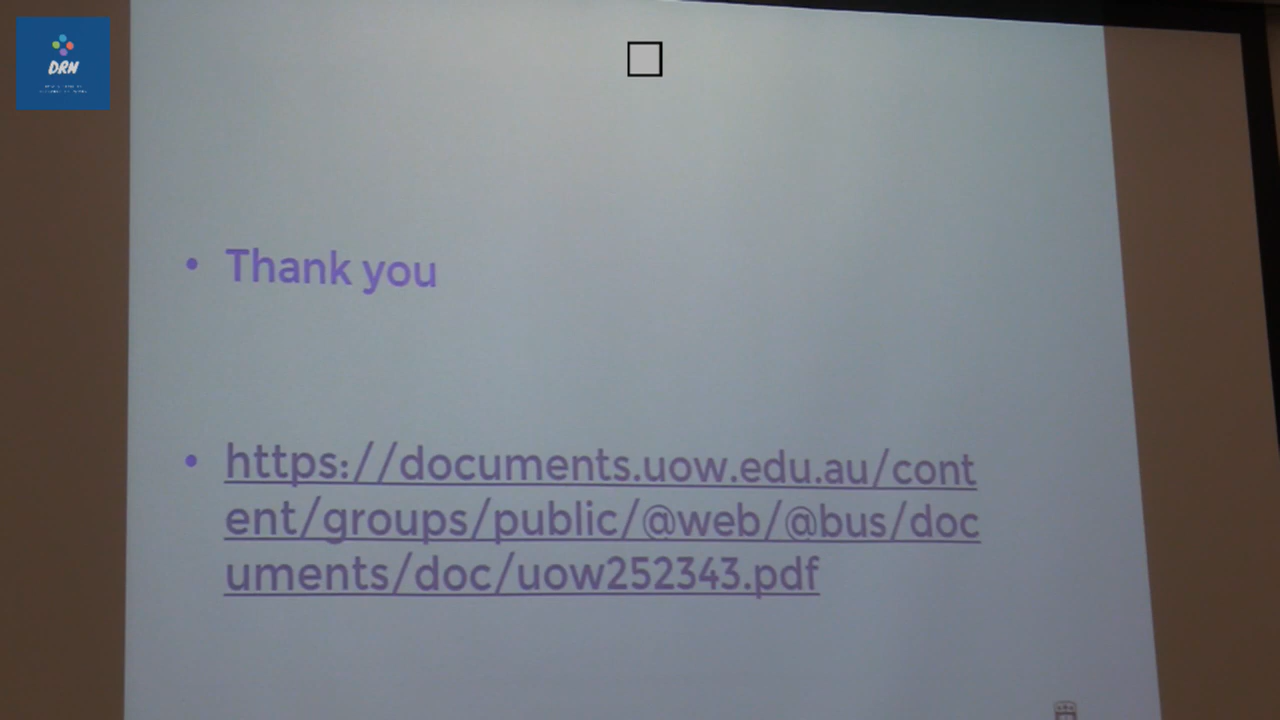 DRN
• Thank you
• https://documents.uow.edu.au/cont
ent/groups/public/@web/@bus/doc
uments/doc/uow252343.pdf